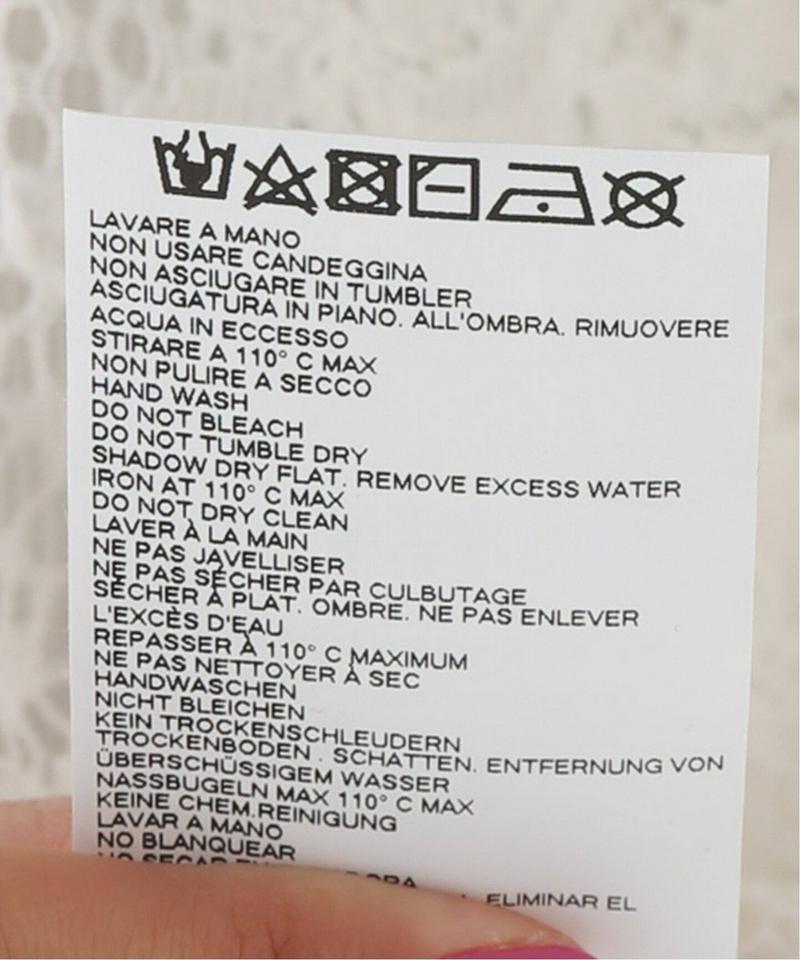 LAVARE A MANO
NON USARE CANDEGGINA
NON ASCIUGARE IN TUMBLER
ASCIUGATURA IN PIANO. ALL'OMBRA. RIMUOVERE
ACQUA IN ECCESSO
STIRARE A 110° C MAX
NON PULIRE A SECCO
HAND WASH
DO NOT BLEACH
DO NOT TUMBLE DRY
SHADOW DRY FLAT. REMOVE EXCESS WATER
IRON AT 110° C MAX
DO NOT DRY CLEAN
LAVER À LA MAIN
NE PAS JAVELLISER
NE PAS SÉCHER PAR CULBUTAGE
SÉCHER À PLAT. OMBRE. NE PAS ENLEVER
L'EXCÈS D'EAU
REPASSER À 110° C MAXIMUM
NE PAS NETTOYER À SEC
HANDWASCHEN
NICHT BLEICHEN
KEIN TROCKENSCHLEUDERN
TROCKENBODEN . SCHATTEN. ENTFERNUNG VON
ÜBERSCHÜSSIGEM WASSER
NASSBUGELN MAX 110° C MAX
KEINE CHEM.REINIGUNG
LAVAR A MANO
NO BLANQUEAR
NO SECAR
ELIMINAR EL